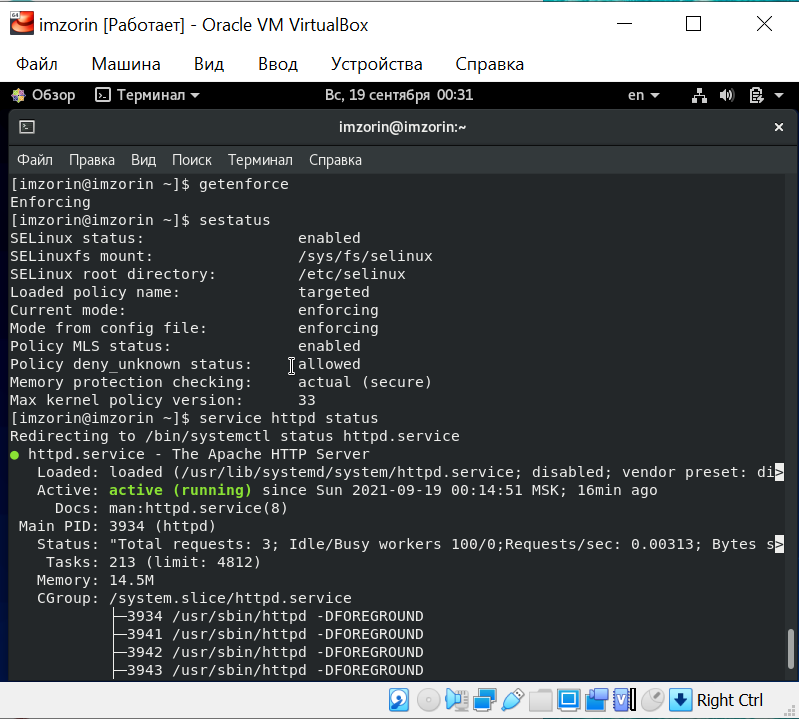 imzorin [Работает] - Oracle VM VirtualBox
Файл Машина Вид Ввод Устройства Справка
Обзор Терминал Вс, 19 сентября 00:31 en
imzorin@imzorin:~
Файл Правка Вид Поиск Терминал Справка
[imzorin@imzorin ~]$ getenforce
Enforcing
[imzorin@imzorin ~]$ sestatus
SELinux status: enabled
SELinuxfs mount: /sys/fs/selinux
SELinux root directory: /etc/selinux
Loaded policy name: targeted
Current mode: enforcing
Mode from config file: enforcing
Policy MLS status: enabled
Policy deny_unknown status: allowed
Memory protection checking: actual (secure)
Max kernel policy version: 33
[imzorin@imzorin ~]$ service httpd status
Redirecting to /bin/systemctl status httpd.service
● httpd.service - The Apache HTTP Server
Loaded: loaded (/usr/lib/systemd/system/httpd.service; disabled; vendor preset: di>
Active: active (running) since Sun 2021-09-19 00:14:51 MSK; 16min ago
Docs: man:httpd.service(8)
Main PID: 3934 (httpd)
Status: "Total requests: 3; Idle/Busy workers 100/0;Requests/sec: 0.00313; Bytes s>
Tasks: 213 (limit: 4812)
Memory: 14.5M
CGroup: /system.slice/httpd.service
├─3934 /usr/sbin/httpd -DFOREGROUND
├─3941 /usr/sbin/httpd -DFOREGROUND
├─3942 /usr/sbin/httpd -DFOREGROUND
├─3943 /usr/sbin/httpd -DFOREGROUND
Right Ctrl